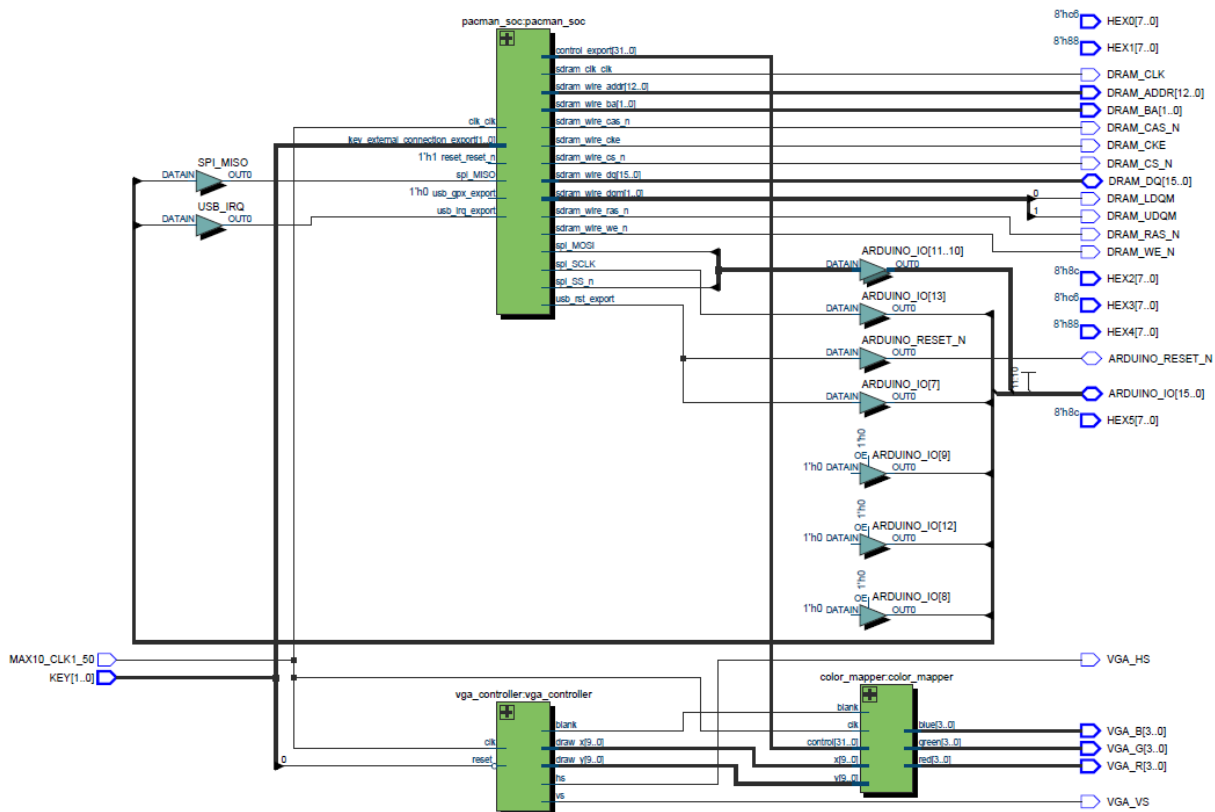 pacman_soc:pacman_soc
8'hc6 HEX0[7..0]
8'h88 HEX1[7..0]
control_export[31..0]
sdram_clk_clk
DRAM_CLK
sdram_wire_addr[12..0]
DRAM_ADDR[12..0]
sdram_wire_ba[1..0]
DRAM_BA[1..0]
clk_clk
sdram_wire_cas_n
DRAM_CAS_N
key_external_connection_export[1..0]
sdram_wire_cke
DRAM_CKE
SPI_MISO
1'h1 reset_reset_n
sdram_wire_cs_n
DRAM_CS_N
DATAIN OUT0
spi_MISO
sdram_wire_dq[15..0]
DRAM_DQ[15..0]
1'h0 usb_gpx_export
sdram_wire_dqm[1..0]
0
DRAM_LDQM
USB_IRQ
DATAIN OUT0
usb_irq_export
sdram_wire_ras_n
1
DRAM_UDQM
sdram_wire_we_n
DRAM_RAS_N
spi_MOSI
DRAM_WE_N
ARDUINO_IO[11..10]
spi_SCLK
DATAIN OUT0
8'h8c HEX2[7..0]
spi_SS_n
ARDUINO_IO[13]
8'hc6 HEX3[7..0]
usb_rst_export
DATAIN OUT0
8'h88 HEX4[7..0]
ARDUINO_RESET_N
DATAIN OUT0
ARDUINO_RESET_N
11:10
ARDUINO_IO[7]
ARDUINO_IO[15..0]
DATAIN OUT0
8'h8c HEX5[7..0]
1'h0
OE ARDUINO_IO[9]
1'h0 DATAIN OUT0
1'h0
OE ARDUINO_IO[12]
1'h0 DATAIN OUT0
1'h0
OE ARDUINO_IO[8]
1'h0 DATAIN OUT0
MAX10_CLK1_50
VGA_HS
KEY[1..0]
vga_controller:vga_controller
color_mapper:color_mapper
blank
blank
clk
blue[3..0]
VGA_B[3..0]
clk
draw_x[9..0]
control[31..0]
green[3..0]
VGA_G[3..0]
0
reset
draw_y[9..0]
x[9..0]
red[3..0]
VGA_R[3..0]
hs
y[9..0]
vs
VGA_VS